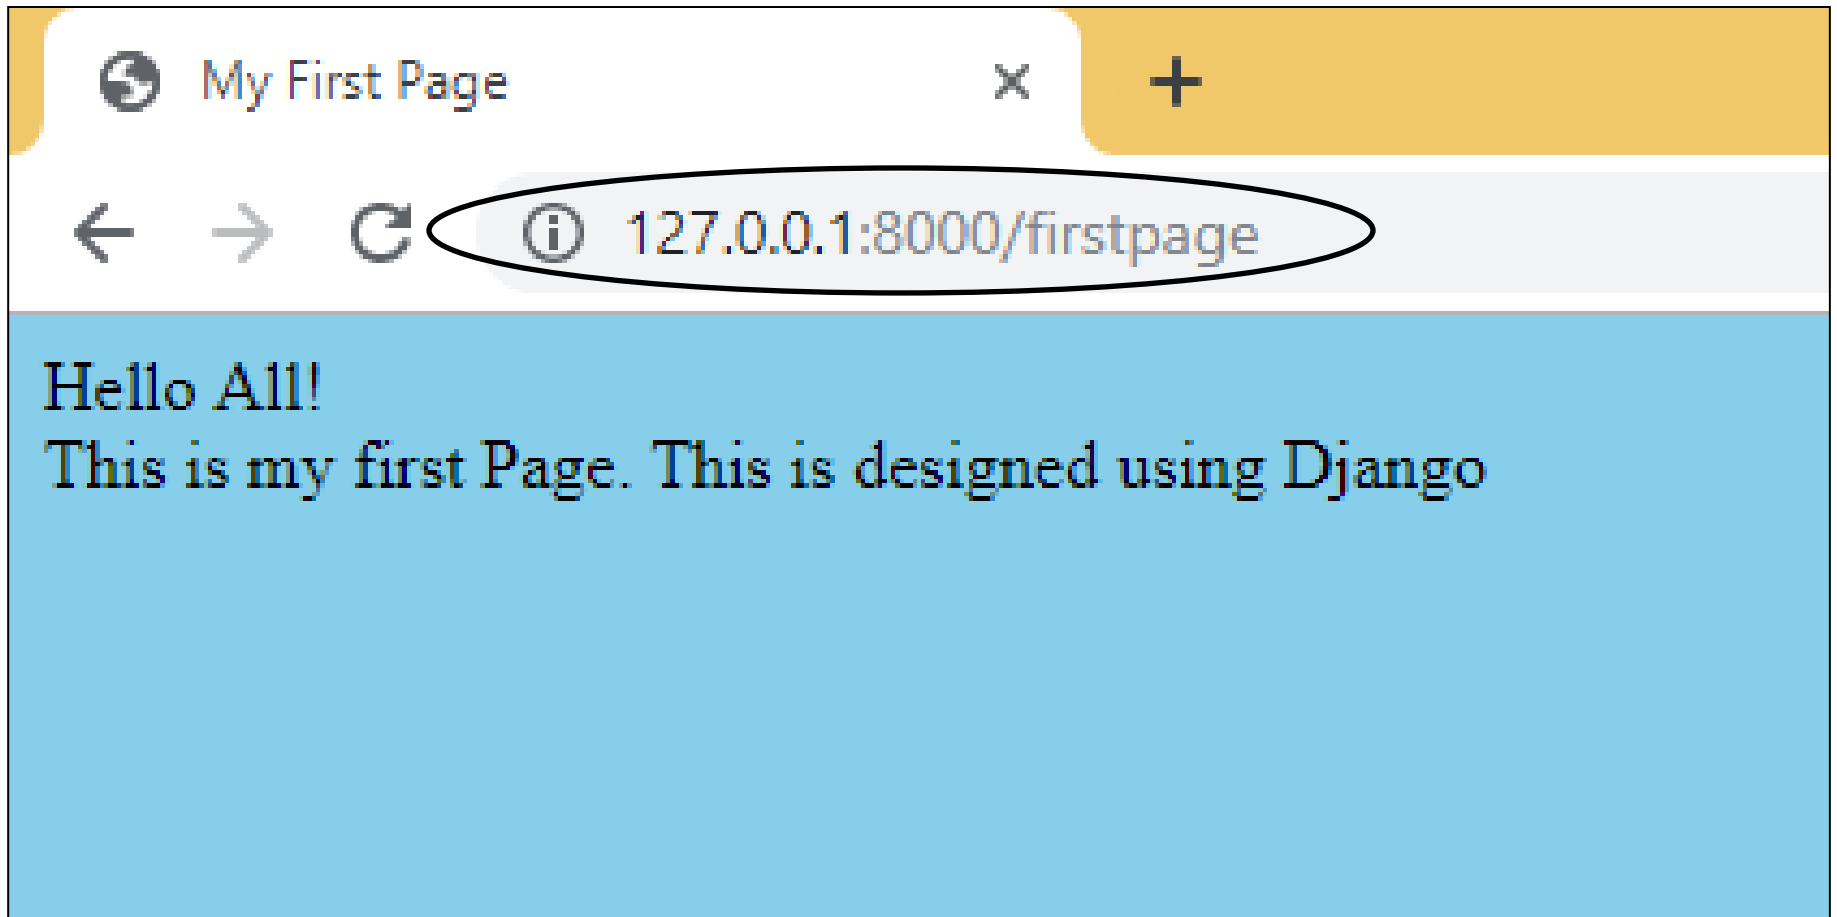 My First Page
127.0.0.1:8000/firstpage
Hello All!
This is my first Page. This is designed using Django